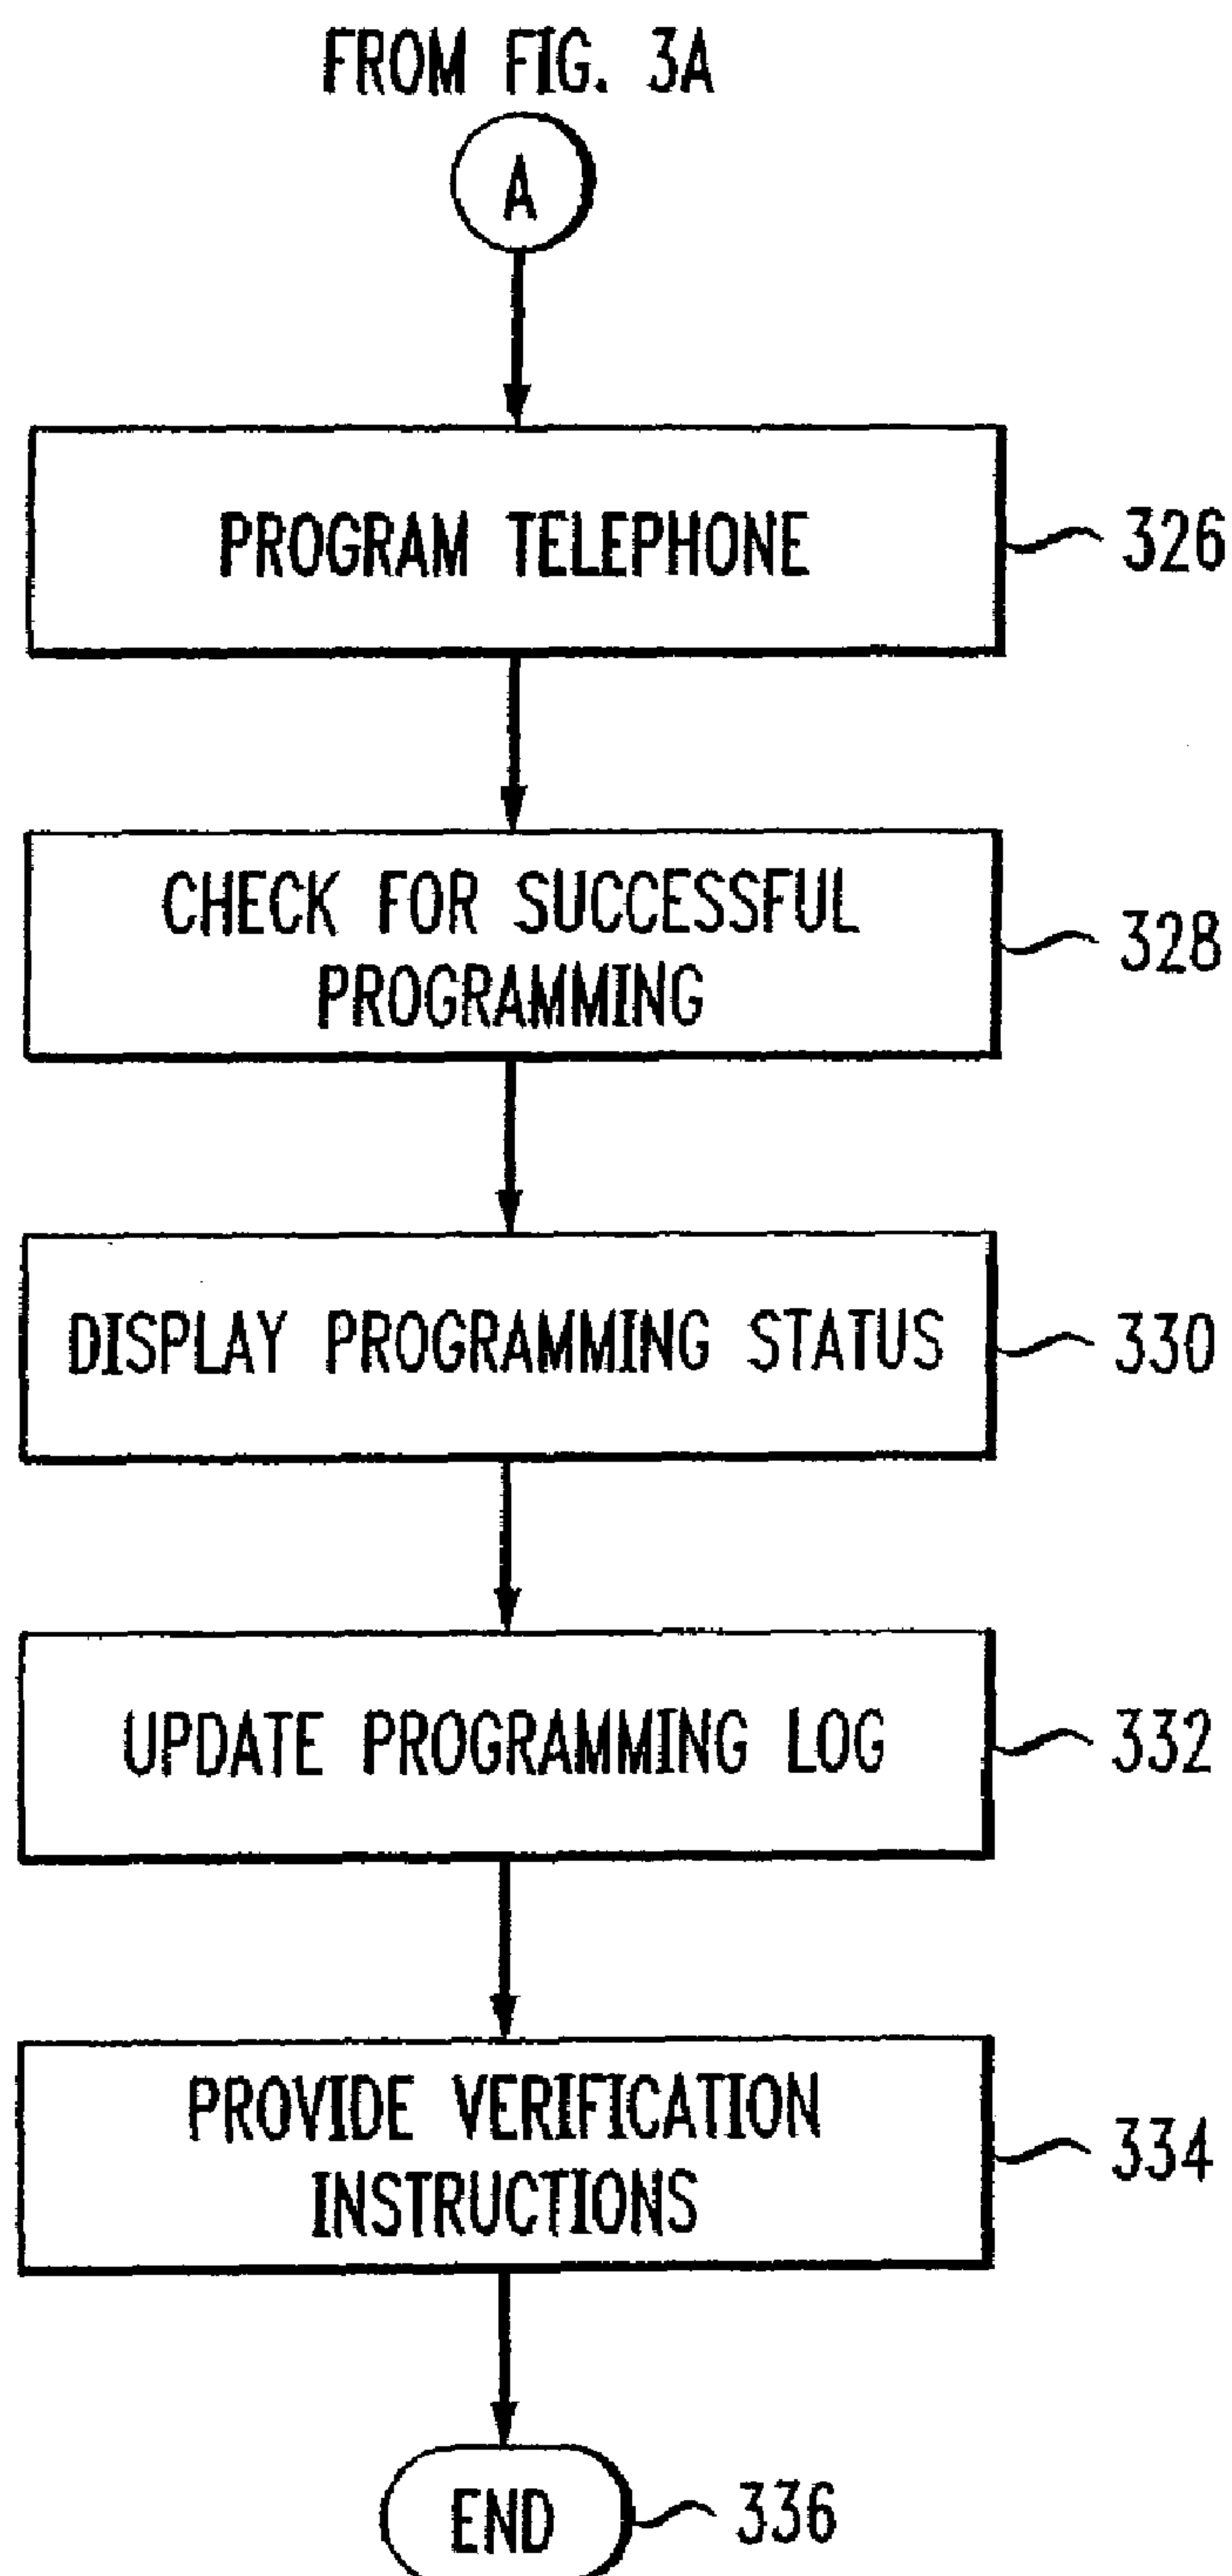 FROM FIG. 3A
A
PROGRAM TELEPHONE
326
CHECK FOR SUCCESSFUL
PROGRAMMING
328
DISPLAY PROGRAMMING STATUS
330
UPDATE PROGRAMMING LOG
332
PROVIDE VERIFICATION
INSTRUCTIONS
334
END
336